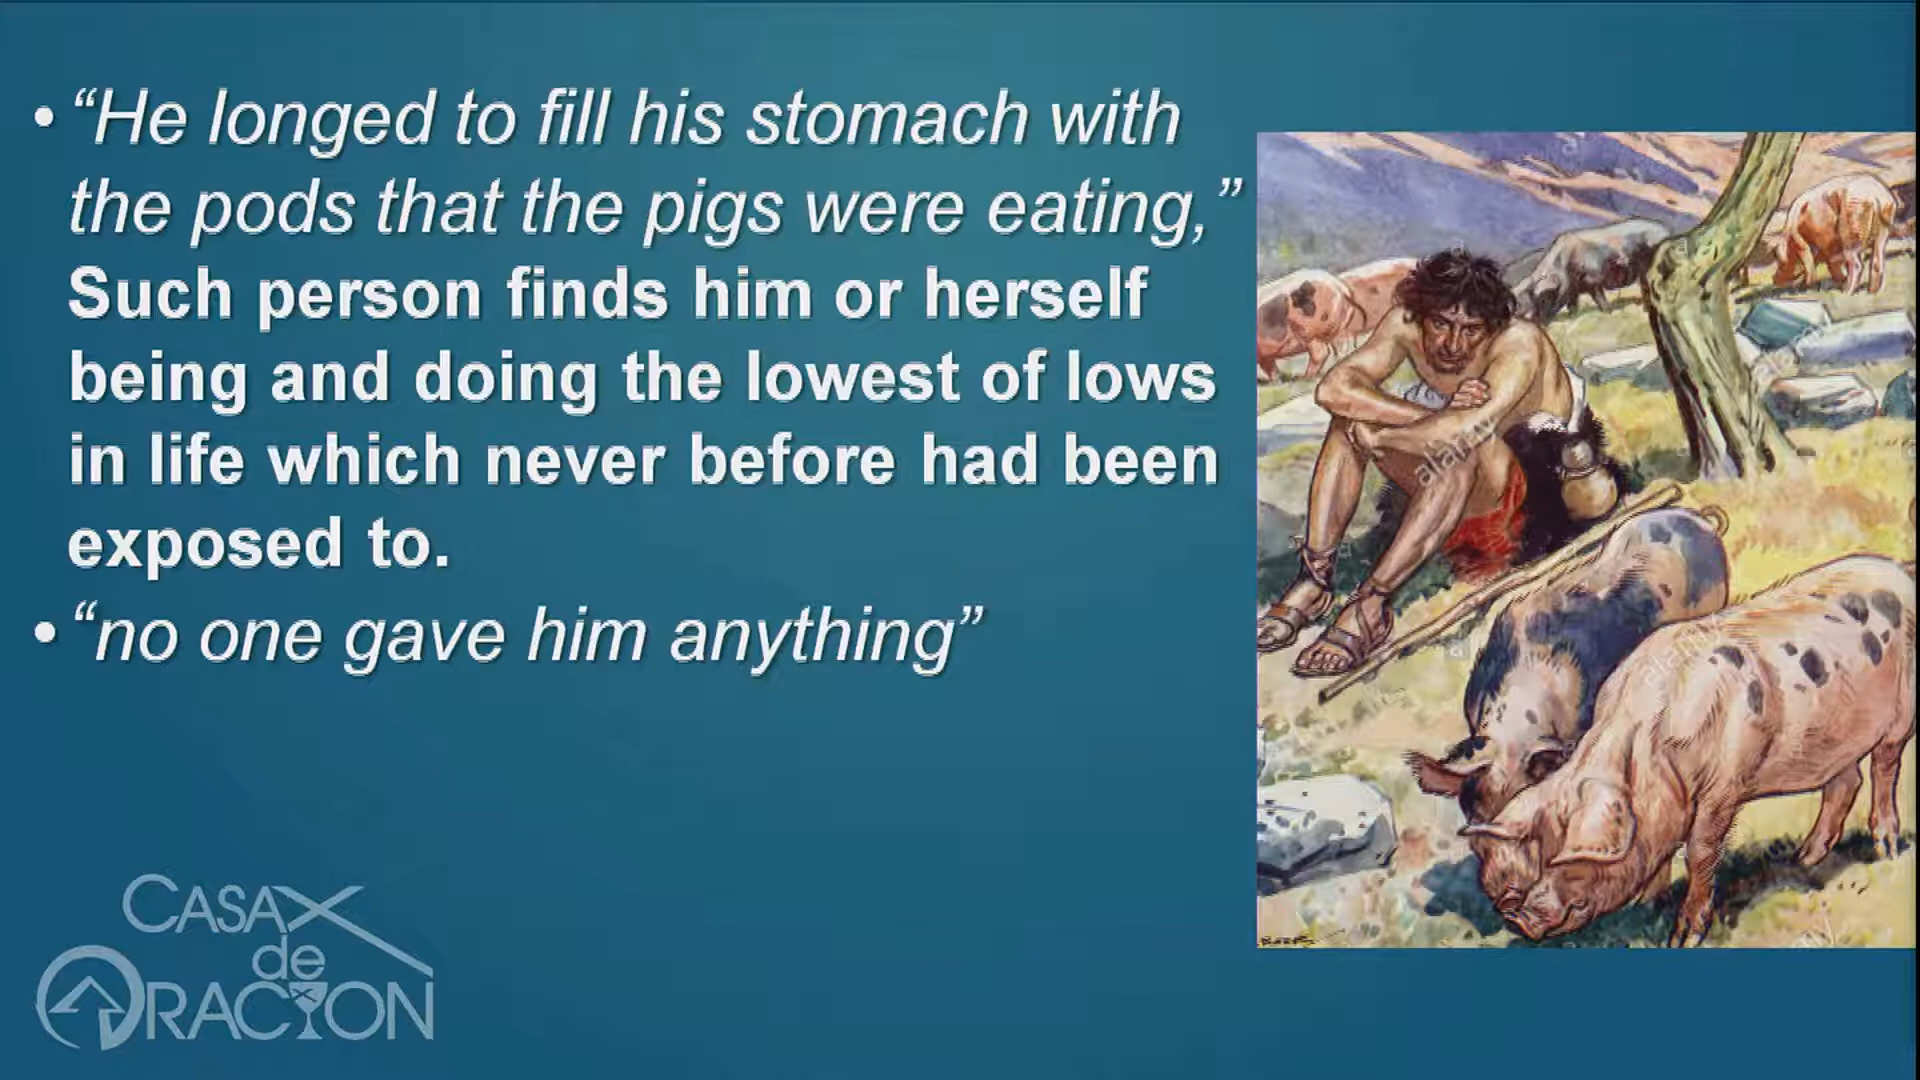 • “He longed to fill his stomach with
the pods that the pigs were eating,”
Such person finds him or herself
being and doing the lowest of lows
in life which never before had been
exposed to.
• “no one gave him anything”
alamy
CASA
de
ORACION